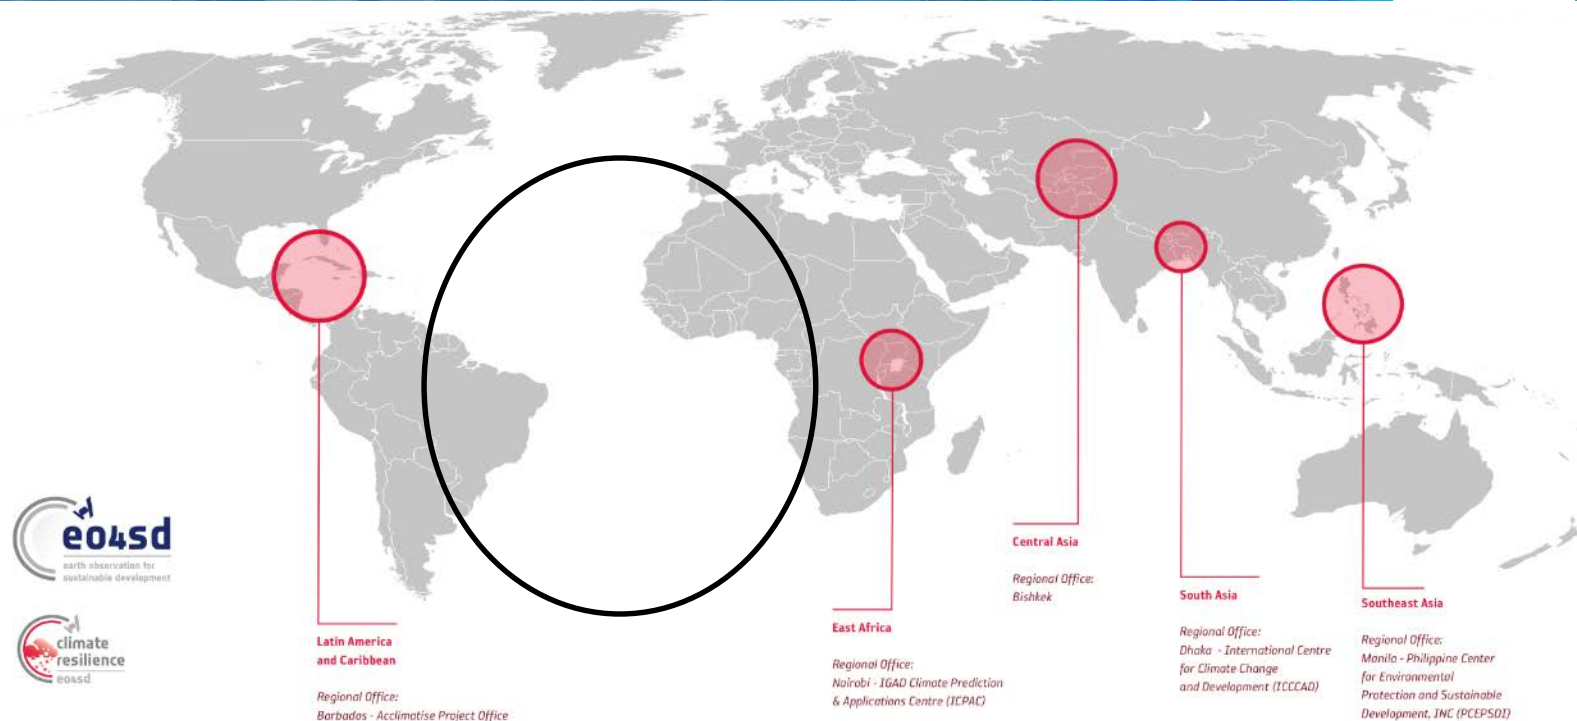 eo4sd
earth observation for
sustainable development
climate
resilience
eo4sd
Latin America
and Caribbean
Regional Office:
Barbados - Acclimatise Project Office
East Africa
Regional Office:
Nairobi - IGAD Climate Prediction
& Applications Centre (ICPAC)
Central Asia
Regional Office:
Bishkek
South Asia
Regional Office:
Dhaka - International Centre
for Climate Change
and Development (ICCCAD)
Southeast Asia
Regional Office:
Manila - Philippine Center
for Environmental
Protection and Sustainable
Development, INC (PCEPSDI)